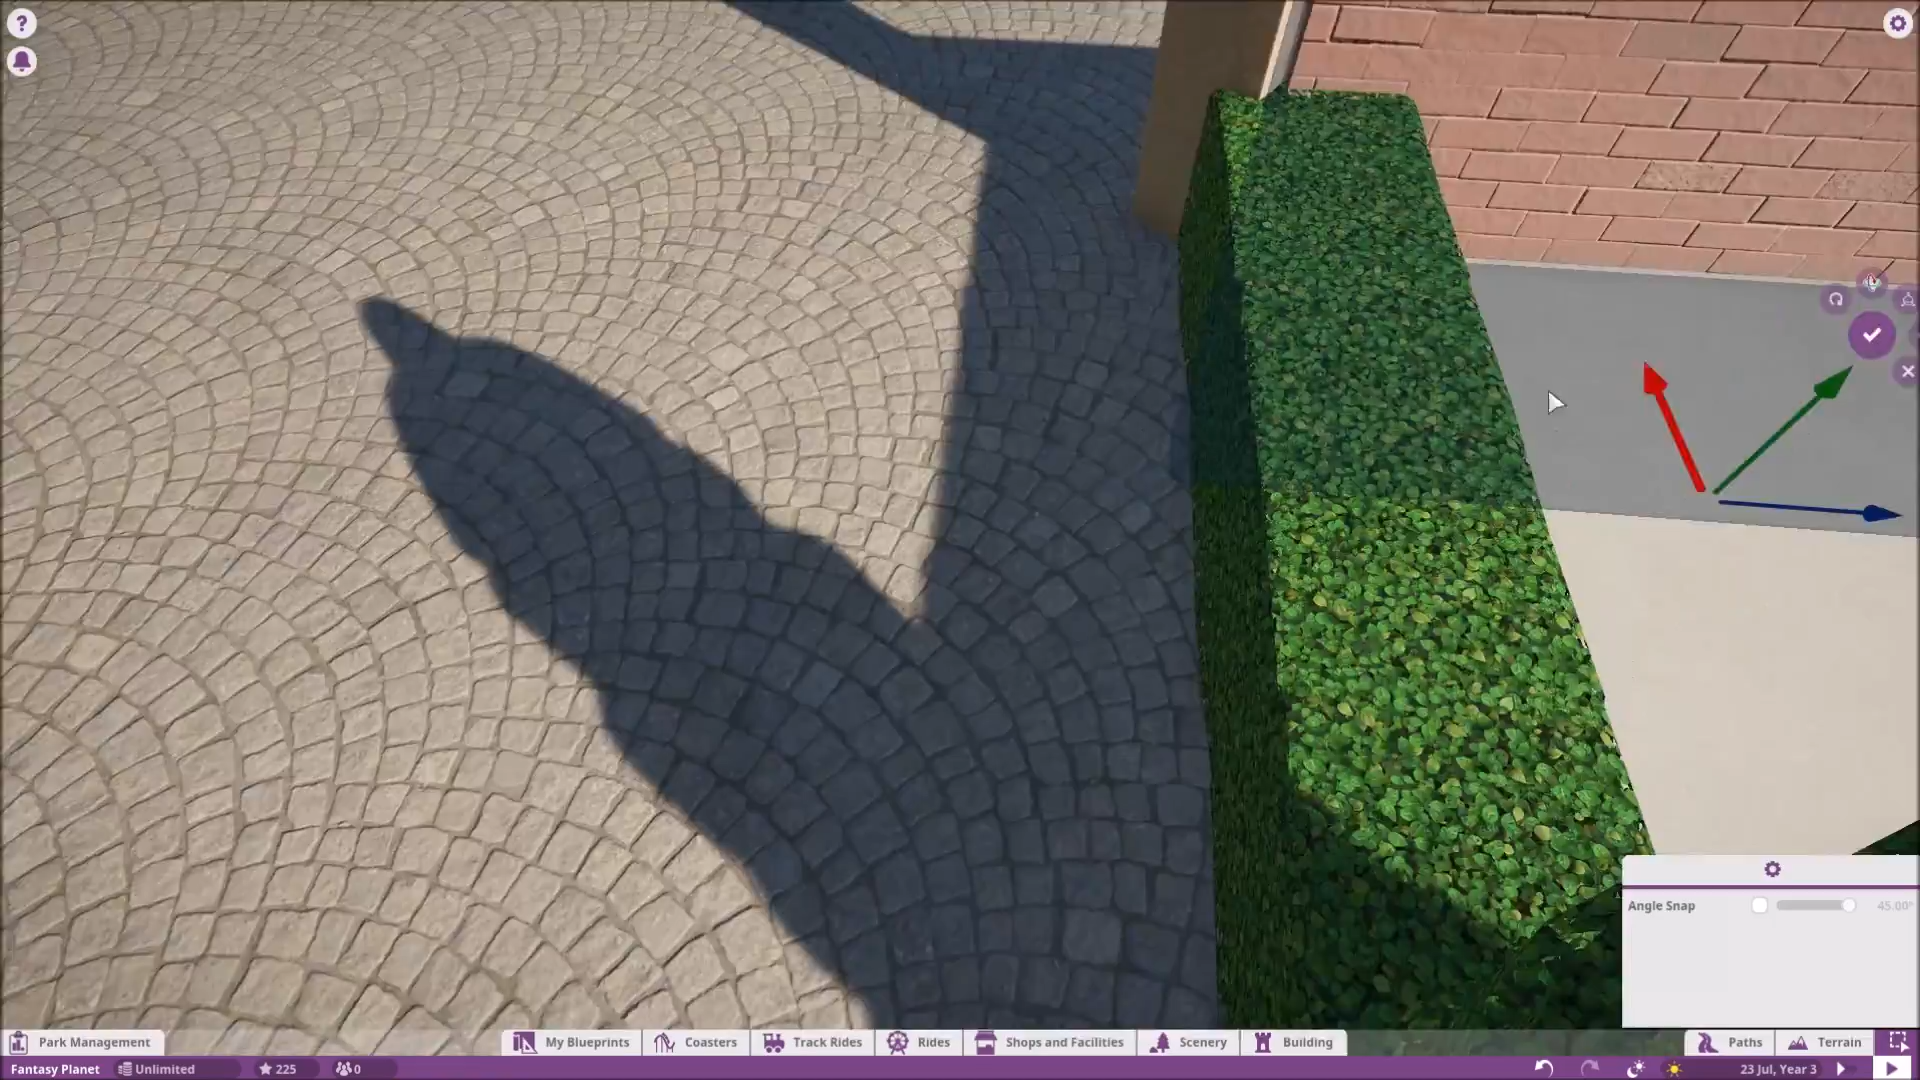 ?
Angle Snap 45.00°
Park Management
My Blueprints
Coasters
Track Rides
Rides
Shops and Facilities
Scenery
Building
Paths
Terrain
Fantasy Planet
Unlimited
225
0
23 Jul, Year 3